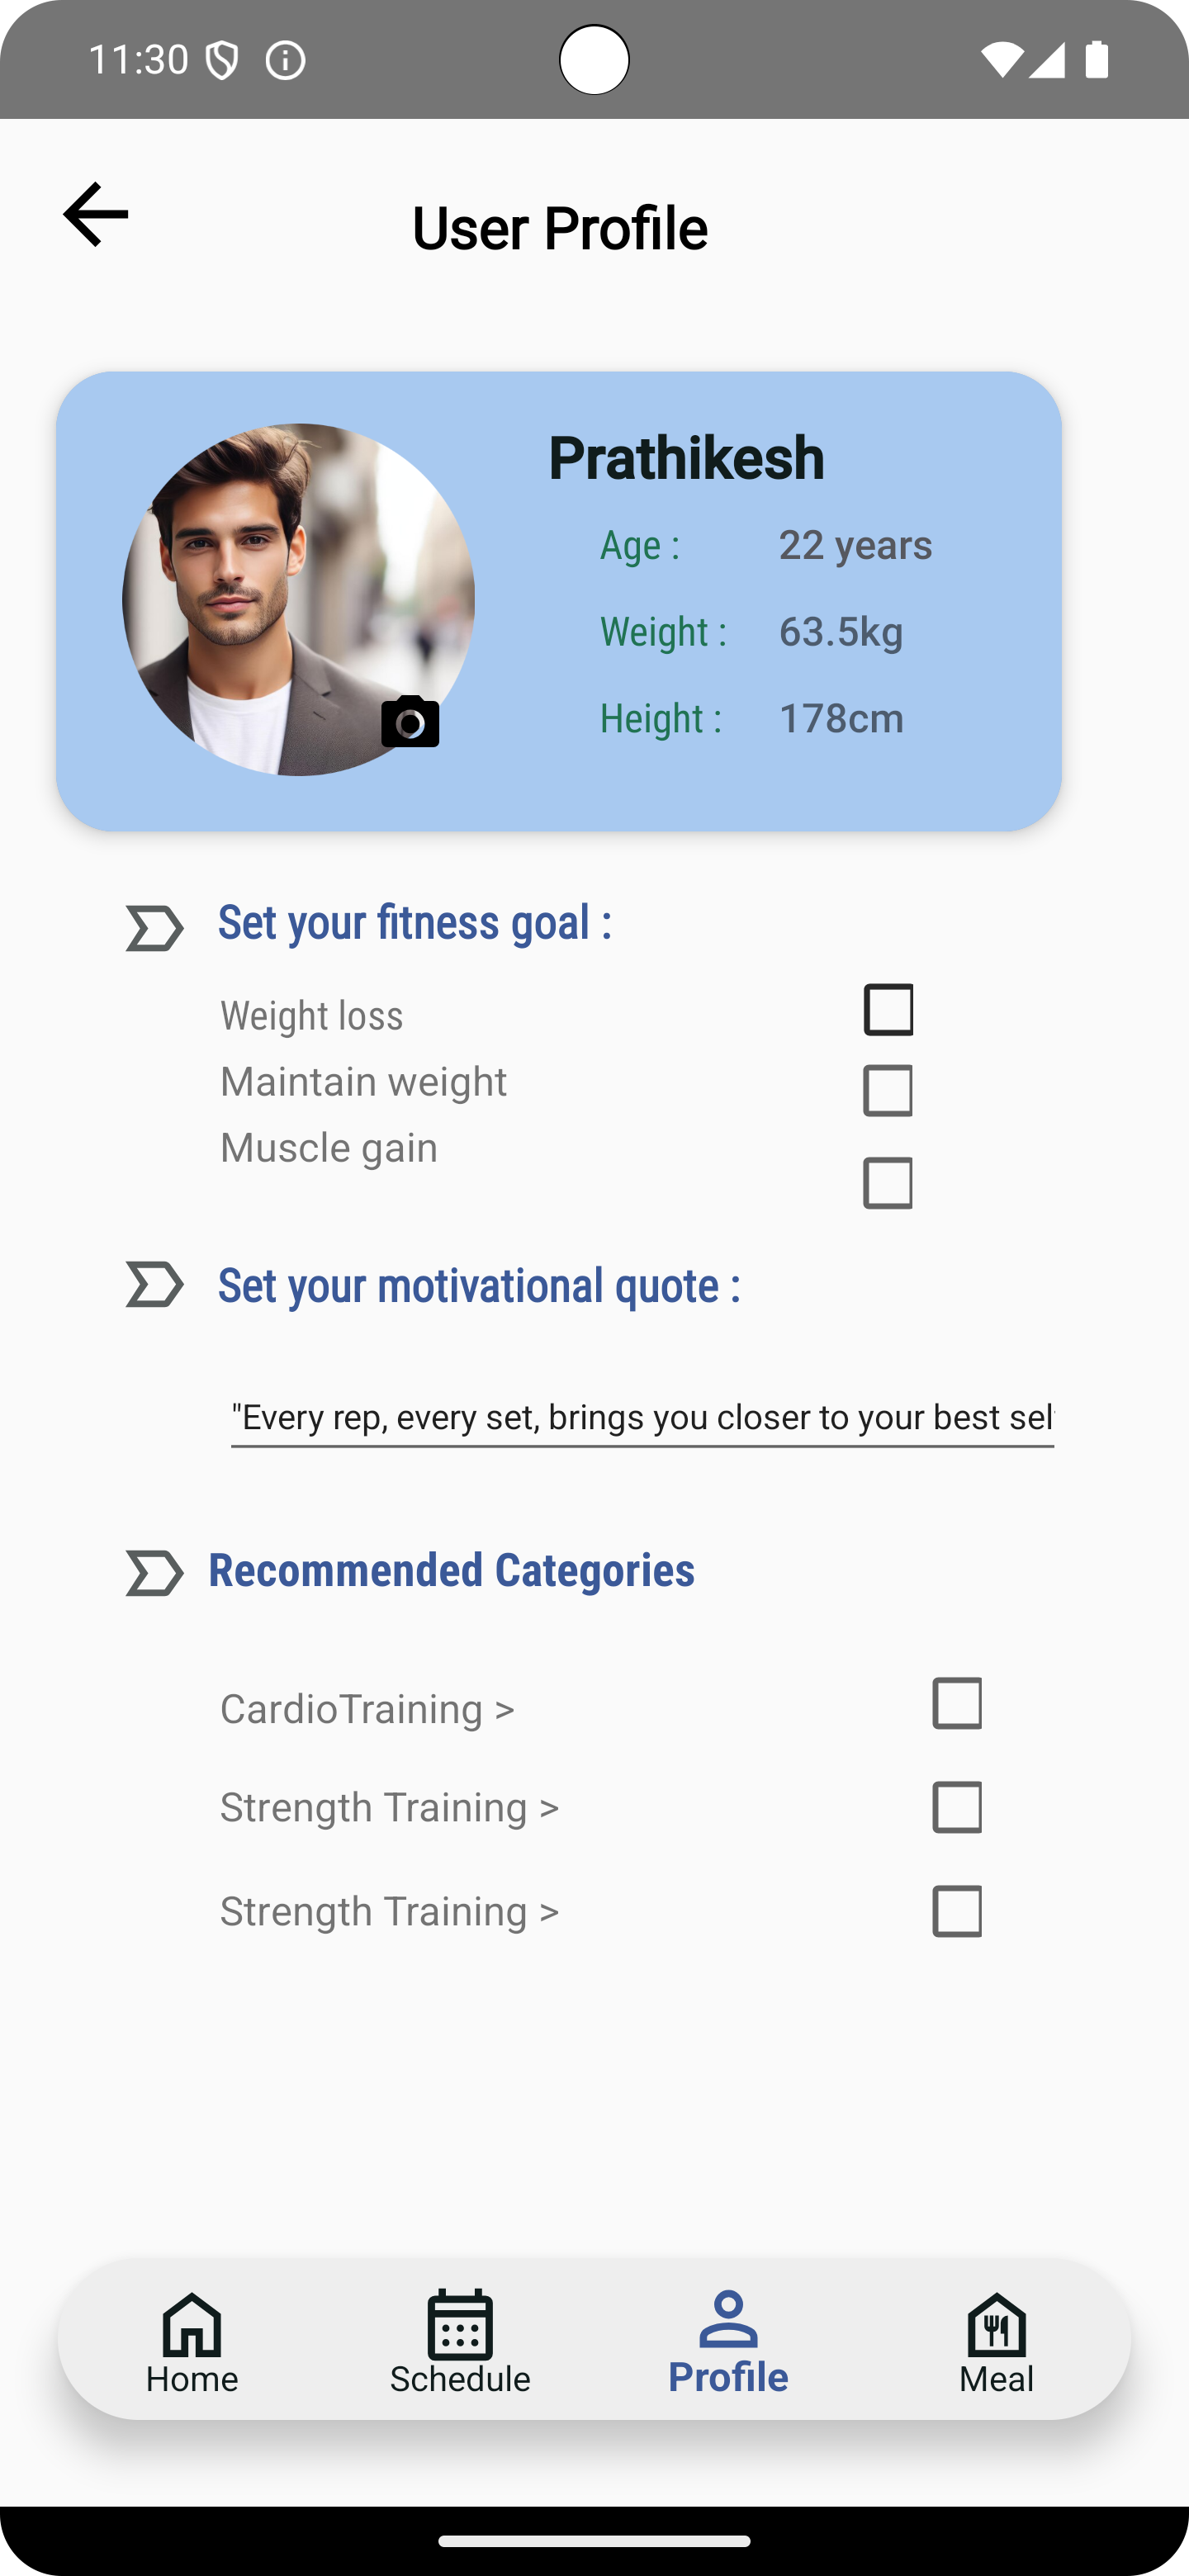 11:30
User Profile
Prathikesh
Age : 22 years
Weight : 63.5kg
Height : 178cm
Set your fitness goal :
Weight loss
Maintain weight
Muscle gain
Set your motivational quote :
"Every rep, every set, brings you closer to your best sel
Recommended Categories
CardioTraining >
Strength Training >
Strength Training >
Home Schedule Profile Meal